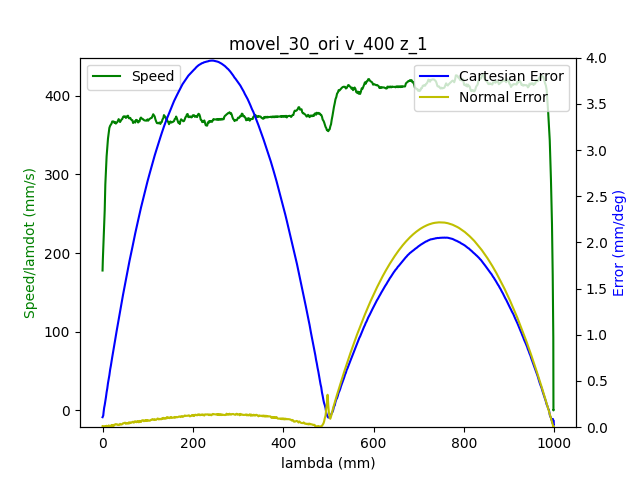 movel_30_ori v_400 z_1
Speed
Cartesian Error
Normal Error
Speed/lamdot (mm/s)
400
300
200
100
0
Error (mm/deg)
4.0
3.5
3.0
2.5
2.0
1.5
1.0
0.5
0.0
0
200
400
600
800
1000
lambda (mm)